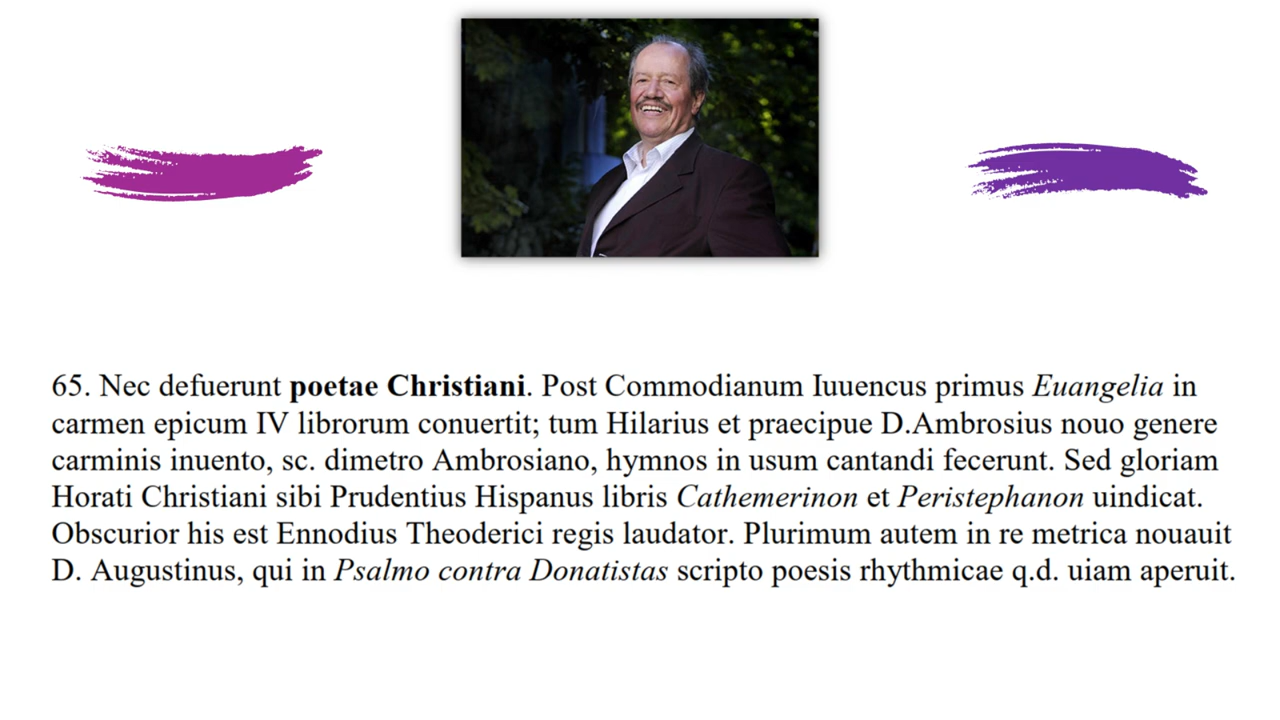 65. Nec defuerunt poetae Christiani. Post Commodianum Iuuencus primus Euangelia in
carmen epicum IV librorum conuertit; tum Hilarius et praecipue D.Ambrosius nouo genere
carminis inuento, sc. dimetro Ambrosiano, hymnos in usum cantandi fecerunt. Sed gloriam
Horati Christiani sibi Prudentius Hispanus libris Cathemerinon et Peristephanon uindicat.
Obscurior his est Ennodius Theoderici regis laudator. Plurimum autem in re metrica nouauit
D. Augustinus, qui in Psalmo contra Donatistas scripto poesis rhythmicae q.d. uiam aperuit.